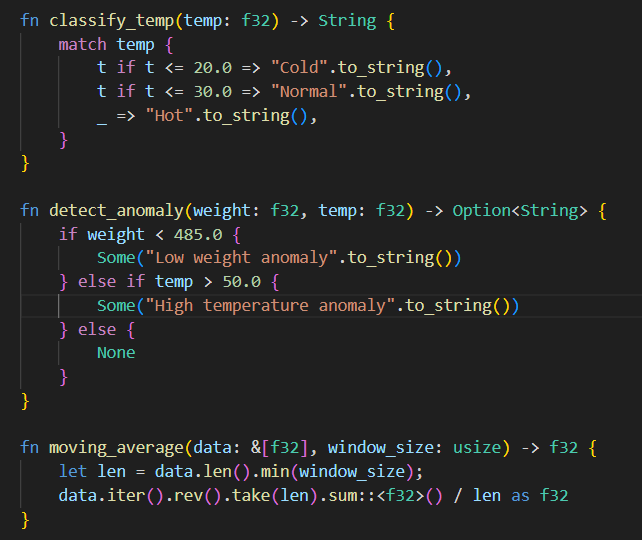 fn classify_temp(temp: f32) -> String {
    match temp {
        t if t <= 20.0 => "Cold".to_string(),
        t if t <= 30.0 => "Normal".to_string(),
        _ => "Hot".to_string(),
    }
}

fn detect_anomaly(weight: f32, temp: f32) -> Option<String> {
    if weight < 485.0 {
        Some("Low weight anomaly".to_string())
    } else if temp > 50.0 {
        Some("High temperature anomaly".to_string())
    } else {
        None
    }
}

fn moving_average(data: &[f32], window_size: usize) -> f32 {
    let len = data.len().min(window_size);
    data.iter().rev().take(len).sum::<f32>() / len as f32
}